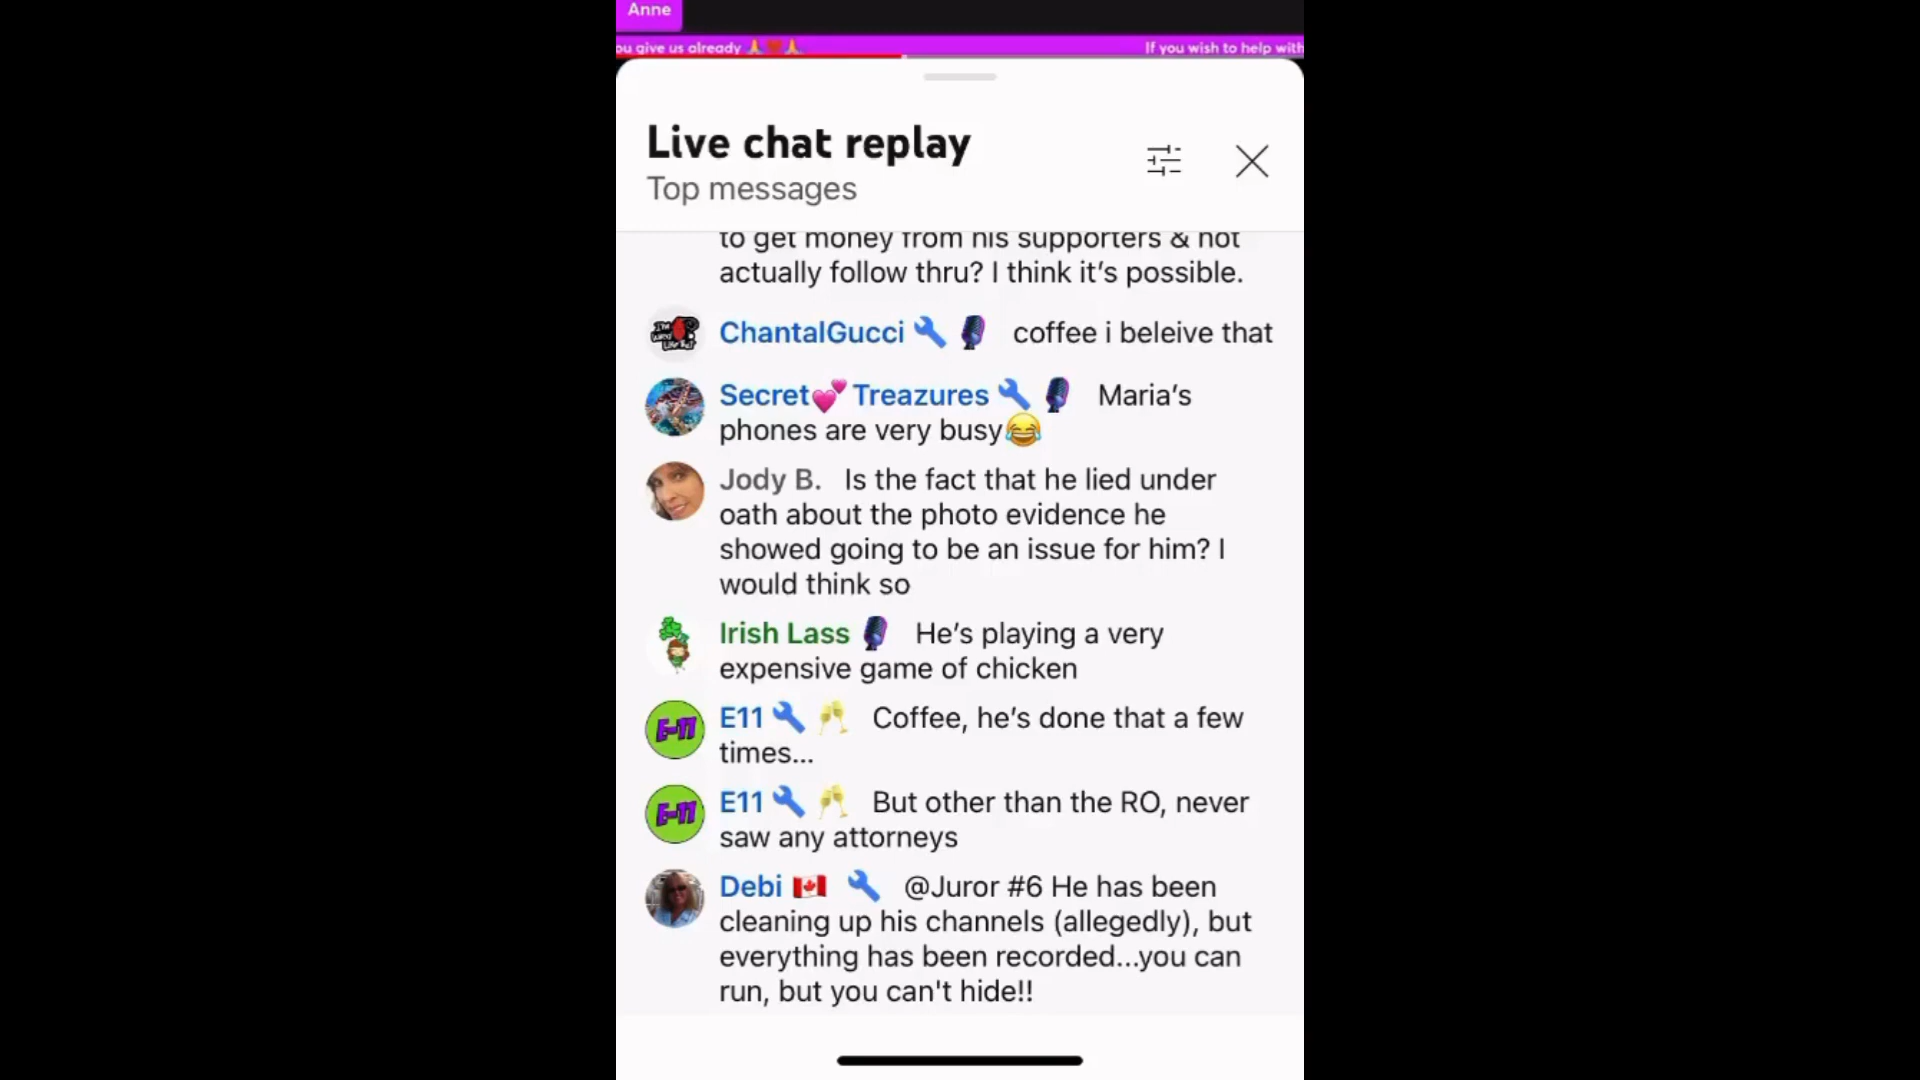 Anne
ou give us already 🙏❤️🙏 If you wish to help with
Live chat replay
Top messages
to get money from his supporters & not
actually follow thru? I think it’s possible.
ChantalGucci coffee i beleive that
Secret💕Treazures Maria’s
phones are very busy😂
Jody B. Is the fact that he lied under
oath about the photo evidence he
showed going to be an issue for him? I
would think so
Irish Lass He’s playing a very
expensive game of chicken
E-11
E11 🥂 Coffee, he’s done that a few
times...
E-11
E11 🥂 But other than the RO, never
saw any attorneys
Debi 🇨🇦 @Juror #6 He has been
cleaning up his channels (allegedly), but
everything has been recorded...you can
run, but you can't hide!!